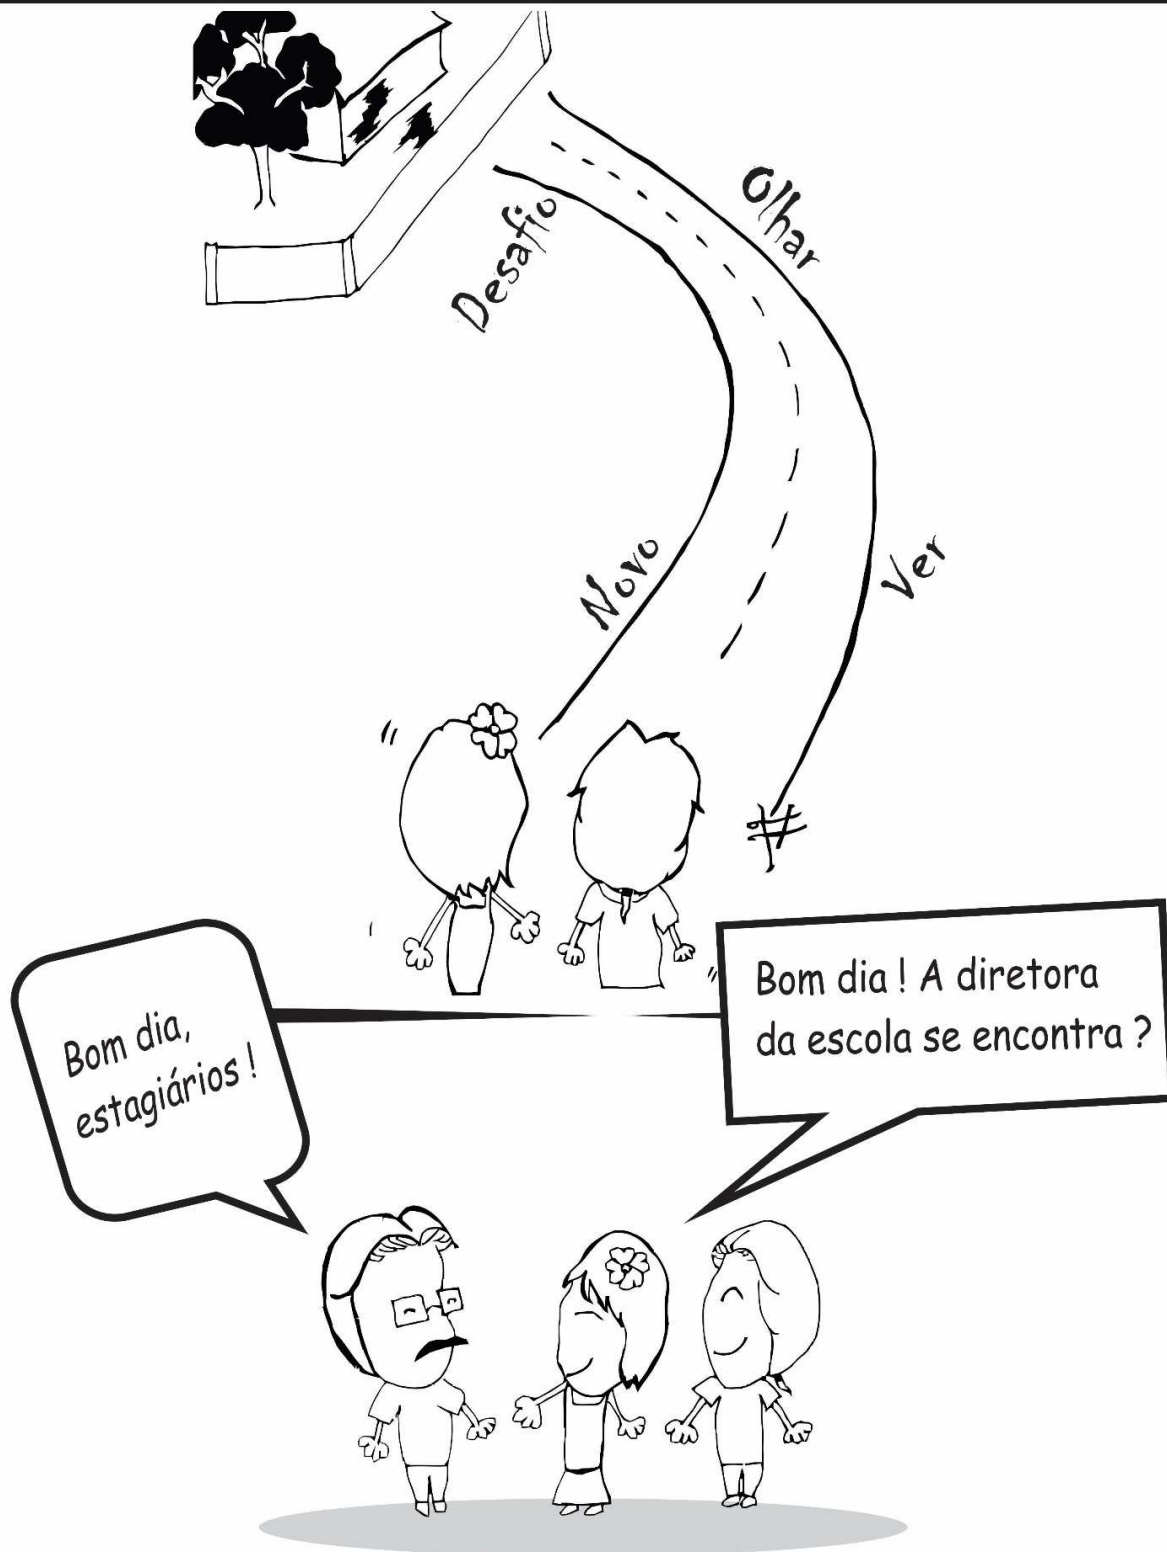 Olhar
Desafio
Novo
Ver
Bom dia,
estagiários !
Bom dia ! A diretora
da escola se encontra ?